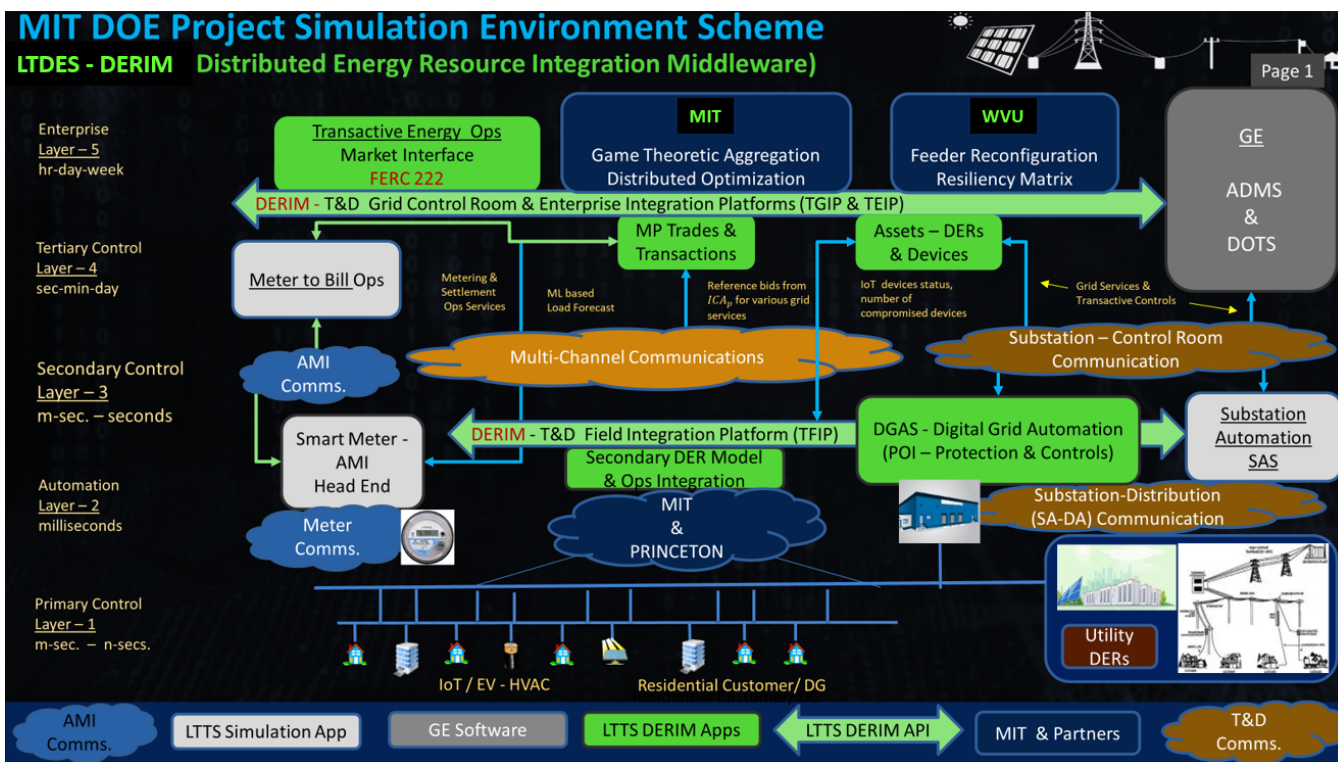 MIT DOE Project Simulation Environment Scheme
LTDES - DERIM Distributed Energy Resource Integration Middleware)
Page 1
Enterprise
Layer – 5
hr-day-week
Transactive Energy Ops
Market Interface
FERC 222
MIT
Game Theoretic Aggregation
Distributed Optimization
WVU
Feeder Reconfiguration
Resiliency Matrix
GE
ADMS
&
DOTS
DERIM - T&D Grid Control Room & Enterprise Integration Platforms (TGIP & TEIP)
Tertiary Control
Layer – 4
sec-min-day
Meter to Bill Ops
MP Trades &
Transactions
Assets – DERs
& Devices
Metering &
Settlement
Ops Services
ML based
Load Forecast
Reference bids from
ICAp for various grid
services
IoT devices status,
number of
compromised devices
Grid Services &
Transactive Controls
Multi-Channel Communications
Substation – Control Room
Communication
Secondary Control
Layer – 3
m-sec. – seconds
AMI
Comms.
Smart Meter -
AMI
Head End
DERIM - T&D Field Integration Platform (TFIP)
DGAS - Digital Grid Automation
(POI – Protection & Controls)
Substation
Automation
SAS
Secondary DER Model
& Ops Integration
Automation
Layer – 2
milliseconds
Meter
Comms.
MIT
&
PRINCETON
Substation-Distribution
(SA-DA) Communication
Primary Control
Layer – 1
m-sec. – n-secs.
IoT / EV - HVAC
Residential Customer/ DG
Utility
DERs
AMI
Comms.
LTTS Simulation App
GE Software
LTTS DERIM Apps
LTTS DERIM API
MIT & Partners
T&D
Comms.